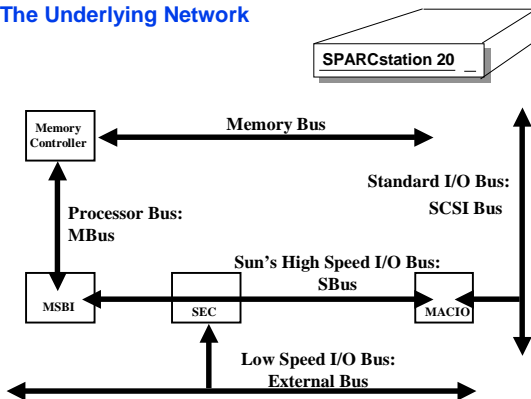 The Underlying Network
SPARCstation 20
Memory
Controller
Memory Bus
Standard I/O Bus:
SCSI Bus
Processor Bus:
MBus
Sun's High Speed I/O Bus:
SBus
MSBI
SEC
MACIO
Low Speed I/O Bus:
External Bus